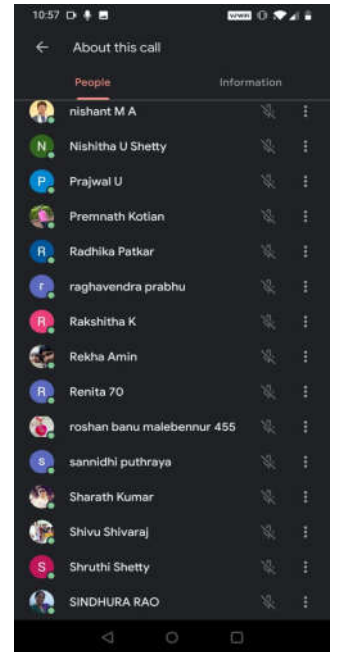 10:57
About this call
People Information
nishant M A
N Nishitha U Shetty
P Prajwal U
Premnath Kotian
R Radhika Patkar
r raghavendra prabhu
R Rakshitha K
Rekha Amin
R Renita 70
roshan banu malebennur 455
s sannidhi puthraya
Sharath Kumar
Shivu Shivaraj
S Shruthi Shetty
SINDHURA RAO